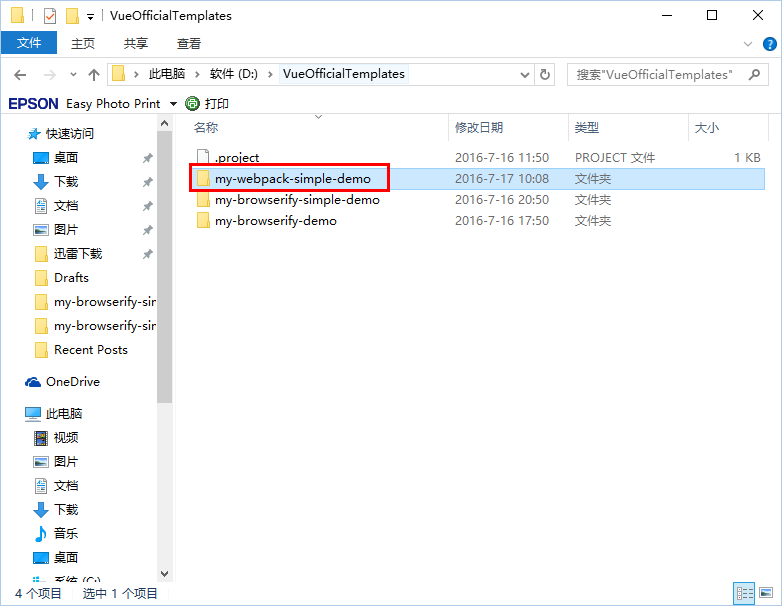 VueOfficialTemplates
文件 主页 共享 查看
此电脑 软件 (D:) VueOfficialTemplates 搜索"VueOfficialTemplates"
EPSON Easy Photo Print 打印
名称 修改日期 类型 大小
.project 2016-7-16 11:50 PROJECT 文件 1 KB
my-webpack-simple-demo 2016-7-17 10:08 文件夹
my-browserify-simple-demo 2016-7-16 20:50 文件夹
my-browserify-demo 2016-7-16 17:50 文件夹
快速访问
桌面
下载
文档
图片
迅雷下载
Drafts
my-browserify-sir
my-browserify-sir
Recent Posts
OneDrive
此电脑
视频
图片
文档
下载
音乐
桌面
系统 (C:)
4 个项目 选中 1 个项目